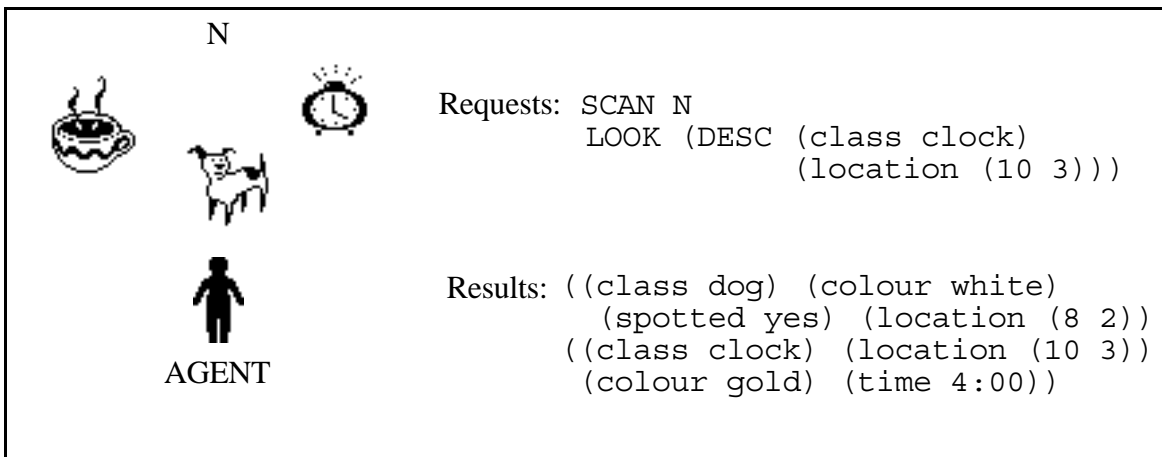 N
Requests: SCAN N
LOOK (DESC (class clock)
(location (10 3)))
Results: ((class dog) (colour white)
(spotted yes) (location (8 2))
((class clock) (location (10 3))
(colour gold) (time 4:00))
AGENT